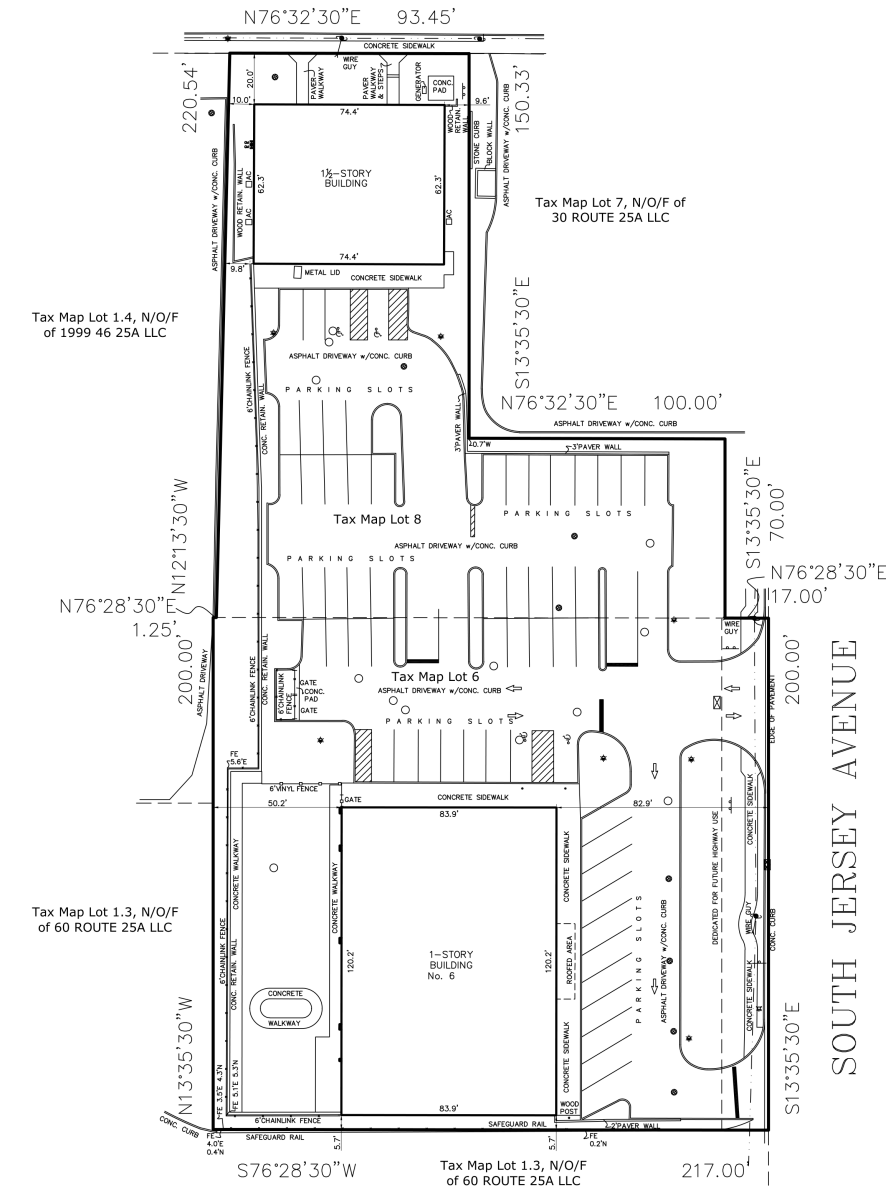 N76°32'30"E 93.45'
CONCRETE SIDEWALK
WIRE
GUY
220.54'
20.0'
PAVER
WALKWAY
PAVER
WALKWAY
& STEPS
GENERATOR
CONC.
PAD
150.33'
10.0'
74.4'
9.6'
WOOD
RETAIN.
WALL
STONE CURB
BLOCK WALL
ASPHALT DRIVEWAY w/CONC. CURB
ASPHALT DRIVEWAY w/CONC. CURB
WOOD RETAIN. WALL
AC
AC
62.3'
1½-STORY
BUILDING
62.3'
AC
Tax Map Lot 7, N/O/F of
30 ROUTE 25A LLC
74.4'
9.8'
METAL LID
CONCRETE SIDEWALK
Tax Map Lot 1.4, N/O/F
of 1999 46 25A LLC
S13°35'30"E
6'CHAINLINK FENCE
CONC. RETAIN. WALL
ASPHALT DRIVEWAY w/CONC. CURB
PARKING SLOTS
3'PAVER WALL
N76°32'30"E 100.00'
ASPHALT DRIVEWAY w/CONC. CURB
0.7'W
3'PAVER WALL
N12°13'30"W
Tax Map Lot 8
PARKING SLOTS
ASPHALT DRIVEWAY w/CONC. CURB
PARKING SLOTS
S13°35'30"E
70.00'
N76°28'30"E
17.00'
N76°28'30"E
1.25'
WIRE
GUY
200.00'
ASPHALT DRIVEWAY
6'CHAINLINK FENCE
CONC. RETAIN. WALL
6'CHAINLINK
FENCE
GATE
CONC.
PAD
GATE
Tax Map Lot 6
ASPHALT DRIVEWAY w/CONC. CURB
PARKING SLOTS
200.00'
EDGE OF PAVEMENT
SOUTH JERSEY AVENUE
FE
5.6'E
6'VINYL FENCE
50.2'
GATE
CONCRETE SIDEWALK
83.9'
82.9'
CONCRETE WALKWAY
CONCRETE WALKWAY
CONCRETE SIDEWALK
CONCRETE SIDEWALK
DEDICATED FOR FUTURE HIGHWAY USE
Tax Map Lot 1.3, N/O/F
of 60 ROUTE 25A LLC
6'CHAINLINK FENCE
CONC. RETAIN. WALL
120.2'
1-STORY
BUILDING
No. 6
120.2'
ROOFED AREA
PARKING SLOTS
ASPHALT DRIVEWAY w/CONC. CURB
WIRE GUY
CONC. CURB
CONCRETE
WALKWAY
CONCRETE SIDEWALK
CONCRETE SIDEWALK
N13°35'30"W
S13°35'30"E
FE 3.5'E 4.3'N
FE 5.1'E 5.3'N
83.9'
WOOD
POST
CONC. CURB
6'CHAINLINK FENCE
2'PAVER WALL
FE
4.0'E
0.4'N
SAFEGUARD RAIL
5.7'
SAFEGUARD RAIL
5.7'
FE
0.2'N
S76°28'30"W
Tax Map Lot 1.3, N/O/F
of 60 ROUTE 25A LLC
217.00'